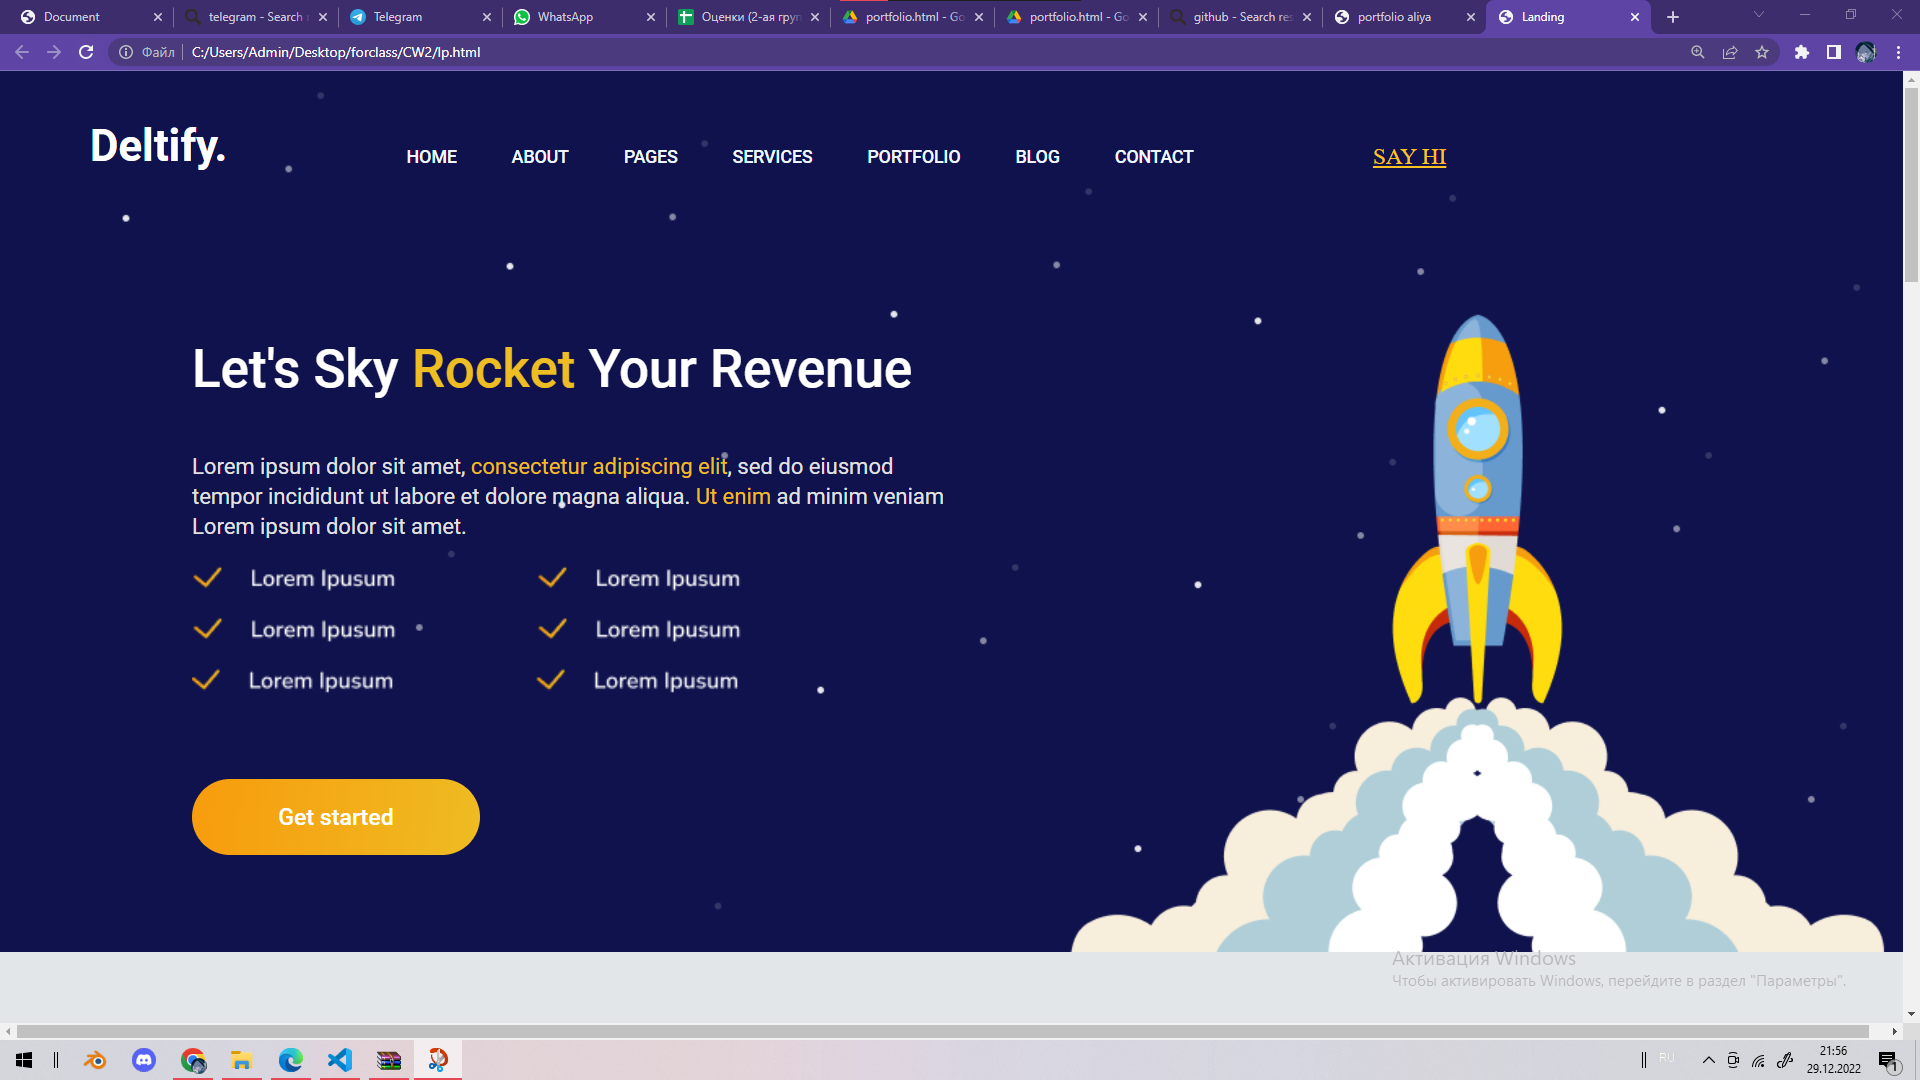 Document
telegram - Search
Telegram
WhatsApp
Оценки (2-ая груп
portfolio.html - Go
portfolio.html - Go
github - Search res
portfolio aliya
Landing
Файл
C:/Users/Admin/Desktop/forclass/CW2/lp.html
Deltify.
HOME
ABOUT
PAGES
SERVICES
PORTFOLIO
BLOG
CONTACT
SAY HI
Let's Sky Rocket Your Revenue
Lorem ipsum dolor sit amet, consectetur adipiscing elit, sed do eiusmod
tempor incididunt ut labore et dolore magna aliqua. Ut enim ad minim veniam
Lorem ipsum dolor sit amet.
Lorem Ipusum
Lorem Ipusum
Lorem Ipusum
Lorem Ipusum
Lorem Ipusum
Lorem Ipusum
Get started
Активация Windows
Чтобы активировать Windows, перейдите в раздел "Параметры".
RU
21:56
29.12.2022
1